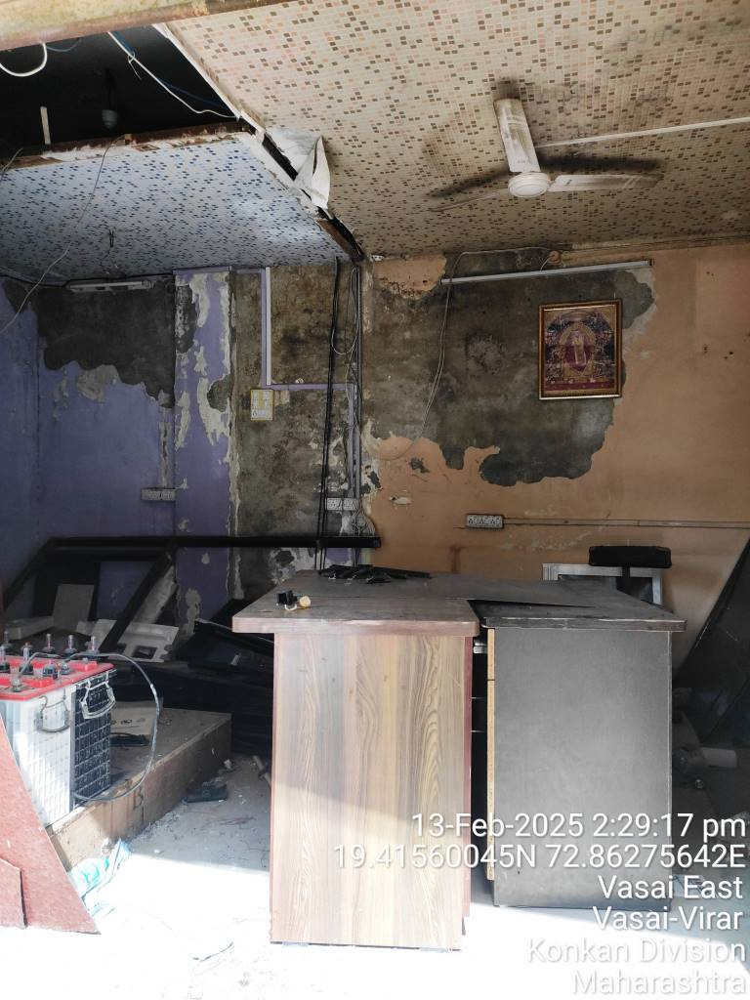 13-Feb-2025 2:29:17 pm
19.41560045N 72.86275642E
Vasai East
Vasai-Virar
Konkan Division
Maharashtra